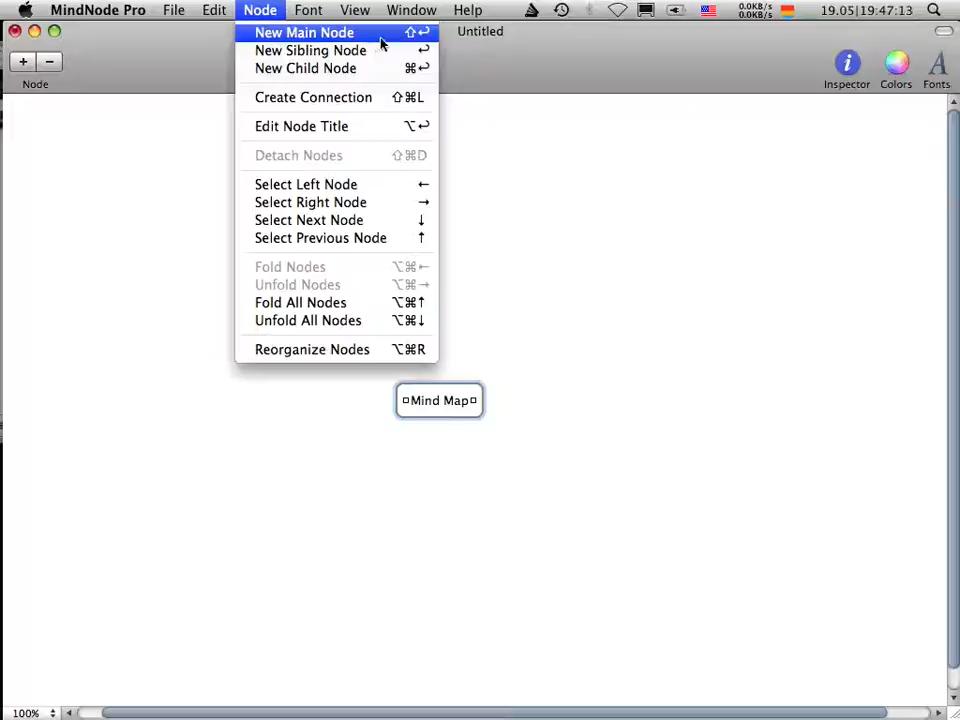 MindNode Pro File Edit Node Font View Window Help 0.0KB/s 0.0KB/s 19.05|19:47:13
Untitled
+ −
Node
Inspector Colors Fonts
New Main Node ⇧↩
New Sibling Node ↩
New Child Node ⌘↩
Create Connection ⇧⌘L
Edit Node Title ⌥↩
Detach Nodes ⇧⌘D
Select Left Node ←
Select Right Node →
Select Next Node ↓
Select Previous Node ↑
Fold Nodes ⌥⌘←
Unfold Nodes ⌥⌘→
Fold All Nodes ⌥⌘↑
Unfold All Nodes ⌥⌘↓
Reorganize Nodes ⌥⌘R
Mind Map
100%